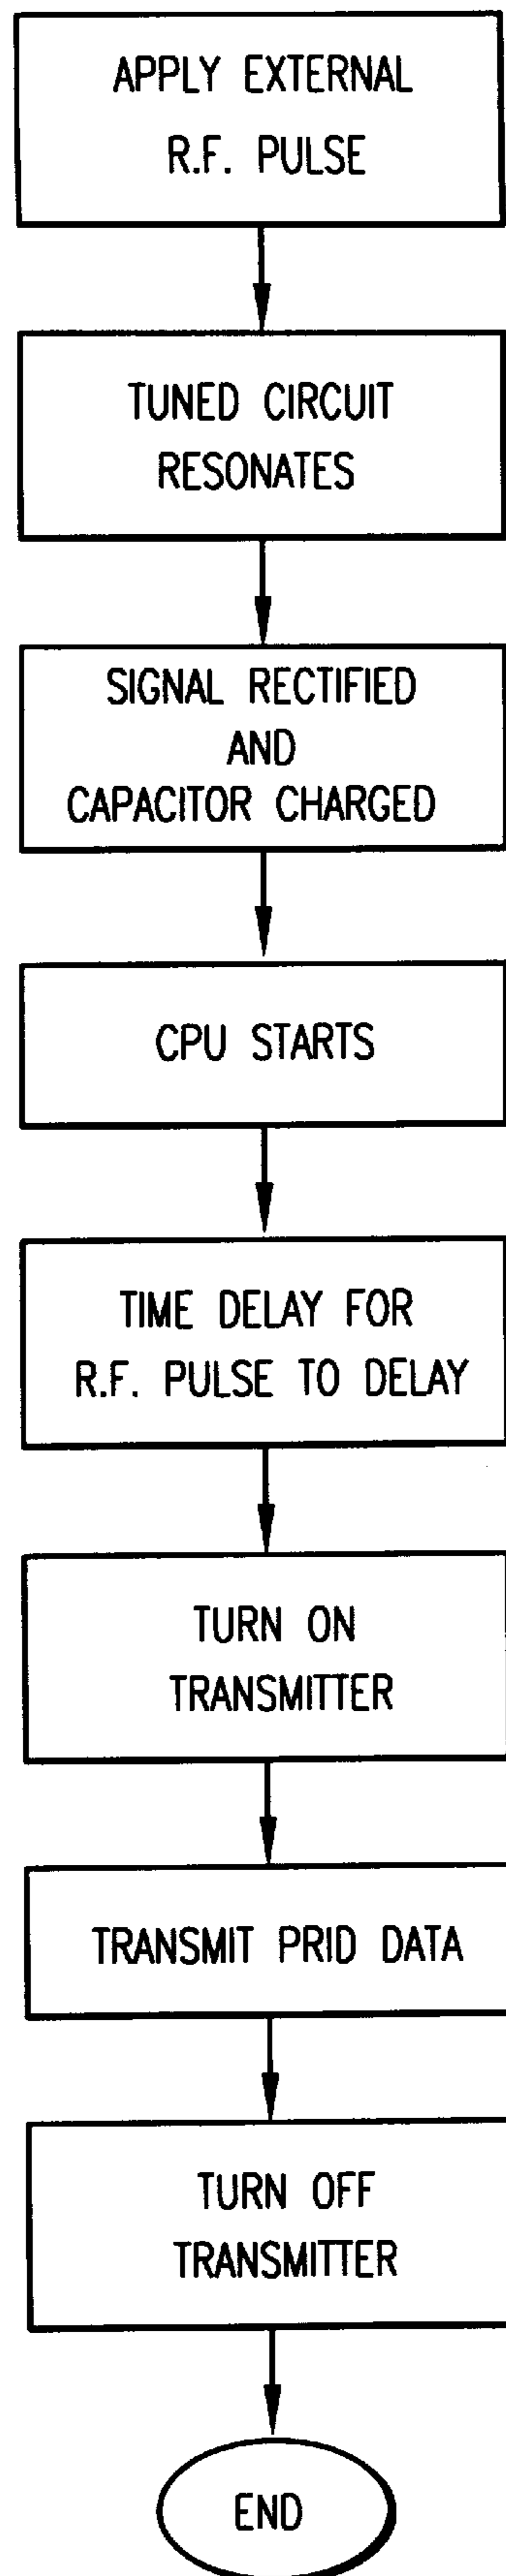 APPLY EXTERNAL
R.F. PULSE
TUNED CIRCUIT
RESONATES
SIGNAL RECTIFIED
AND
CAPACITOR CHARGED
CPU STARTS
TIME DELAY FOR
R.F. PULSE TO DELAY
TURN ON
TRANSMITTER
TRANSMIT PRID DATA
TURN OFF
TRANSMITTER
END